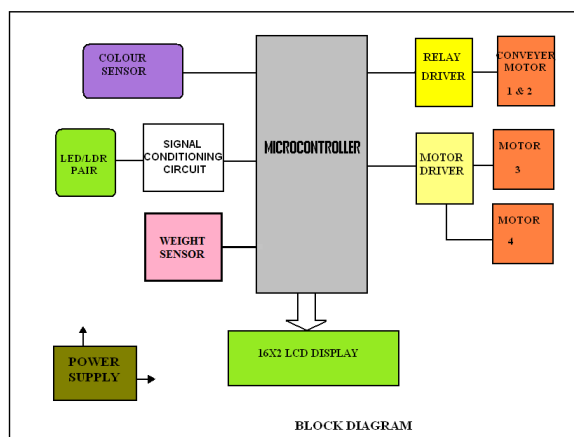 COLOUR
SENSOR
LED/LDR
PAIR
SIGNAL
CONDITIONING
CIRCUIT
WEIGHT
SENSOR
MICROCONTROLLER
RELAY
DRIVER
CONVEYER
MOTOR
1 & 2
MOTOR
DRIVER
MOTOR
3
MOTOR
4
16X2 LCD DISPLAY
POWER
SUPPLY
BLOCK DIAGRAM